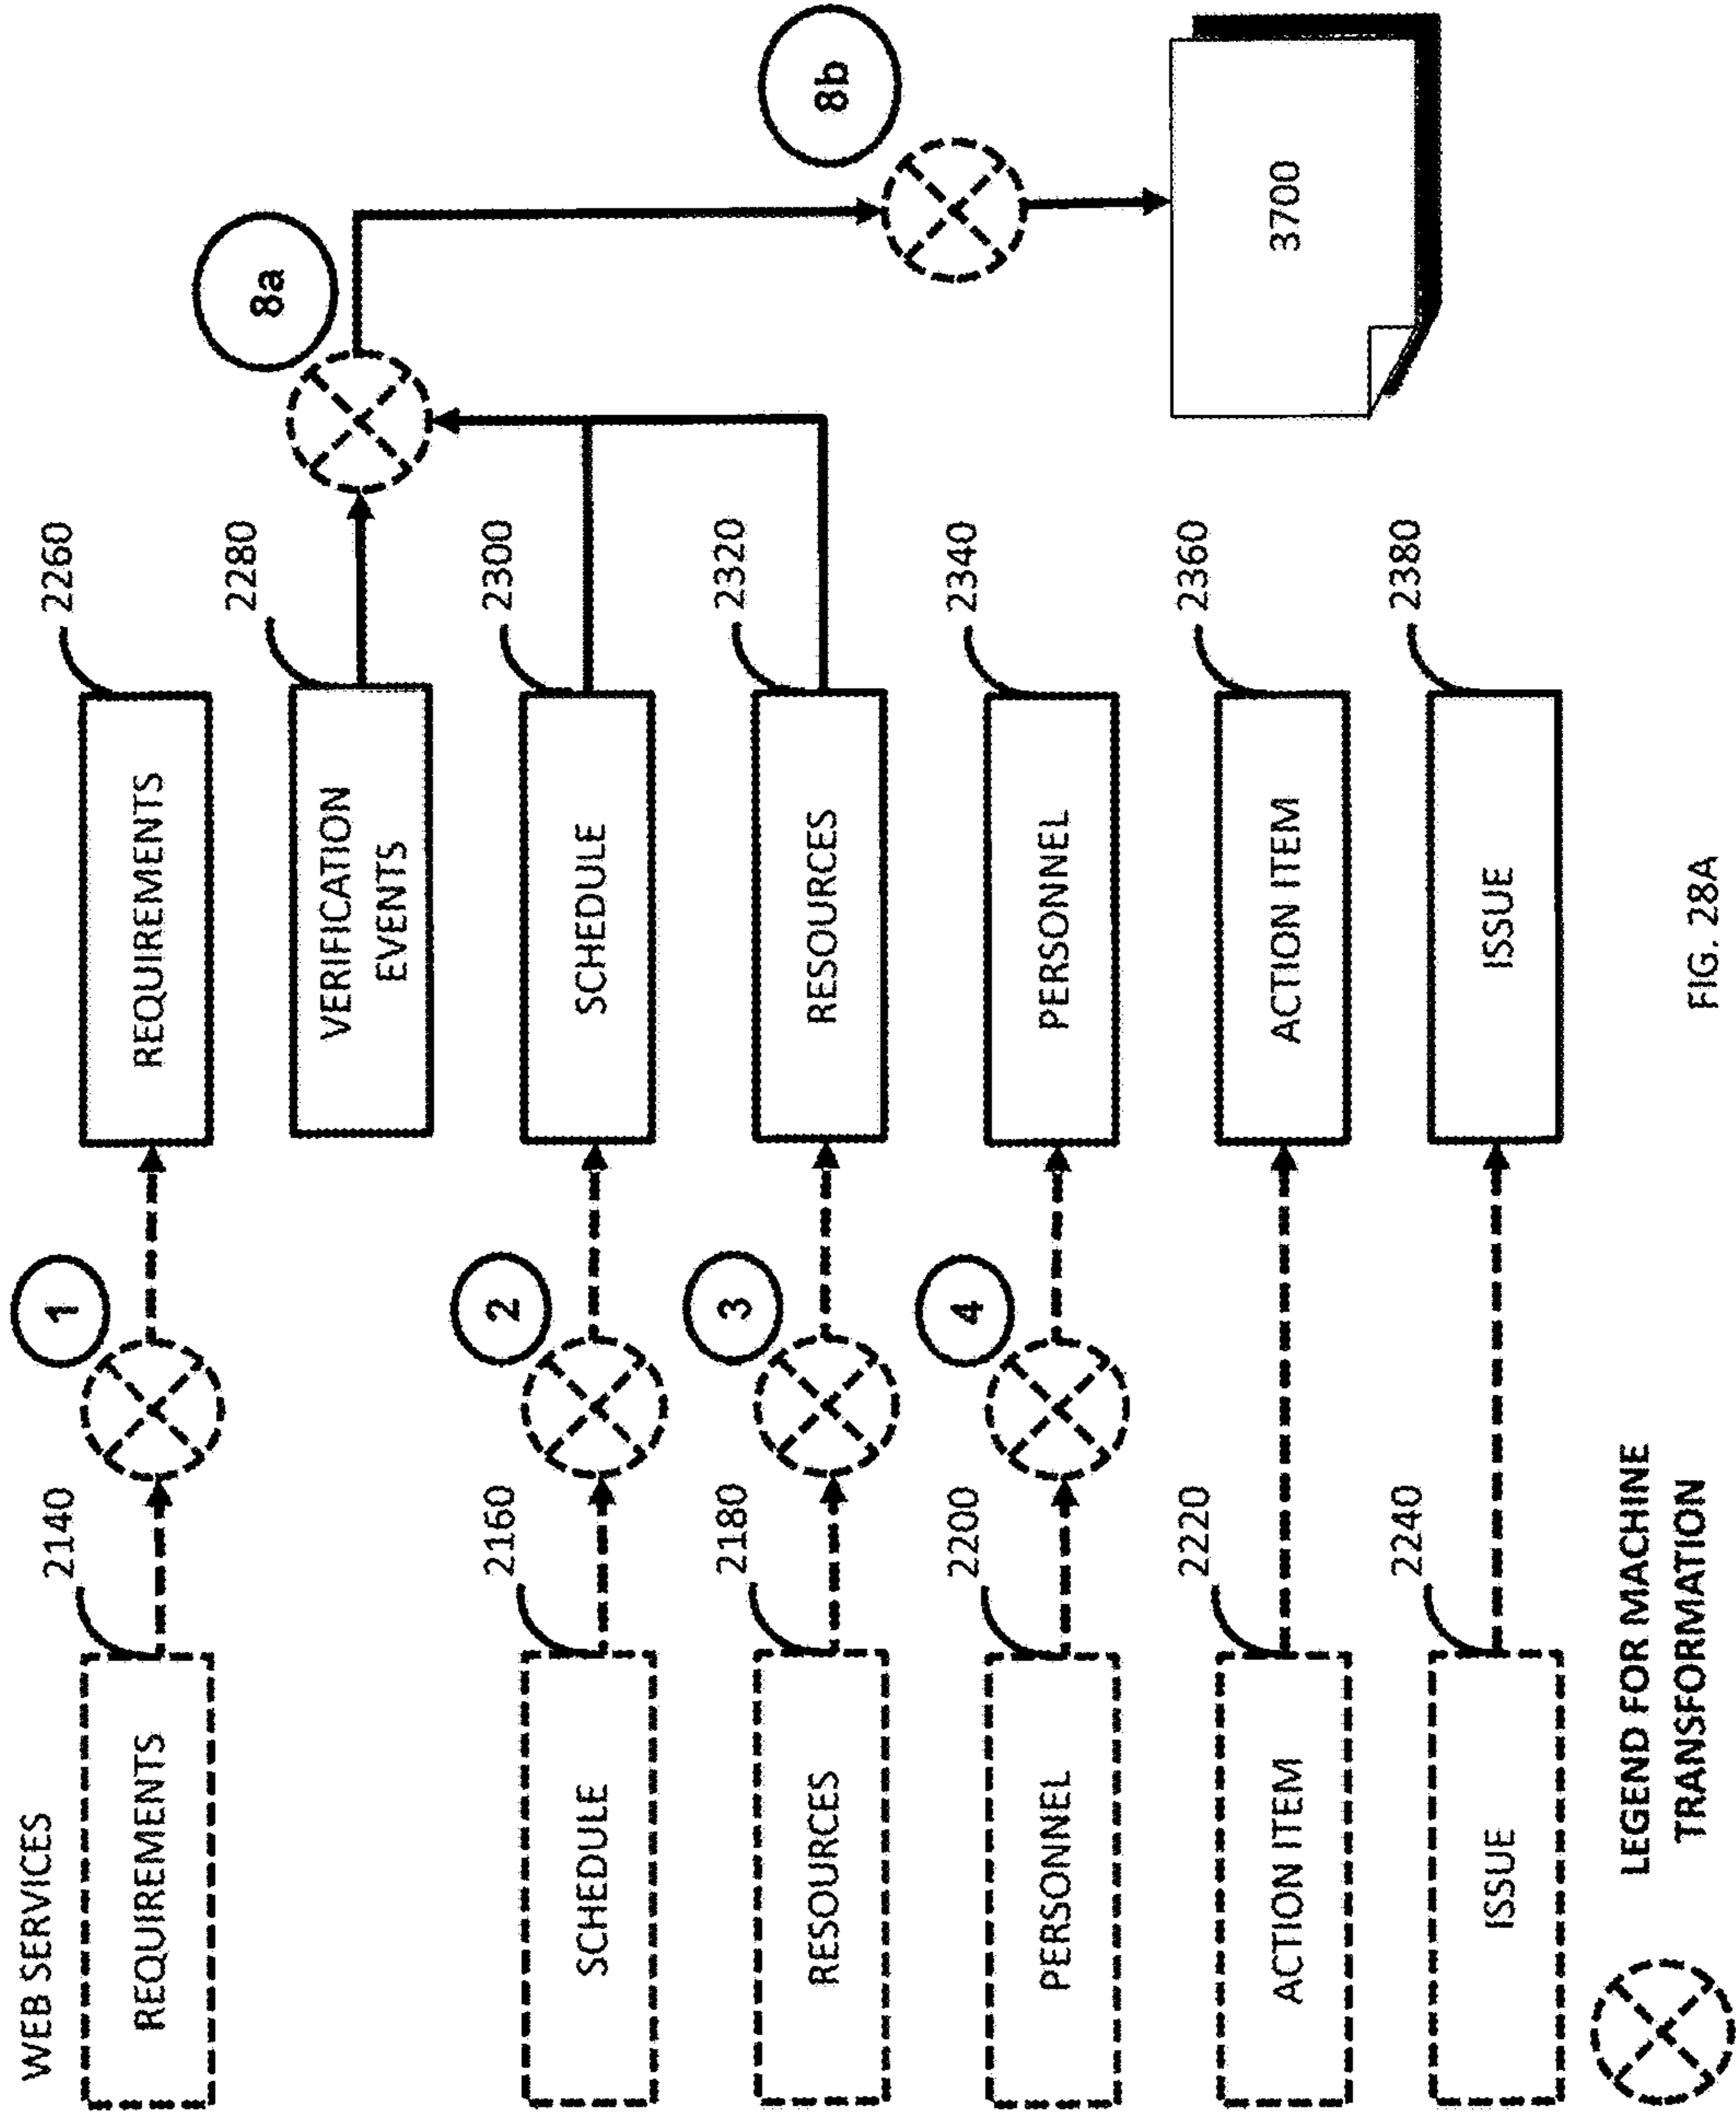 WEB SERVICES
REQUIREMENTS
2140
1
REQUIREMENTS
2260
VERIFICATION
EVENTS
2280
8a
SCHEDULE
2160
2
SCHEDULE
2300
RESOURCES
2180
3
RESOURCES
2320
8b
PERSONNEL
2200
4
PERSONNEL
2340
ACTION ITEM
2220
ACTION ITEM
2360
3700
ISSUE
2240
ISSUE
2380
LEGEND FOR MACHINE
TRANSFORMATION
FIG. 28A